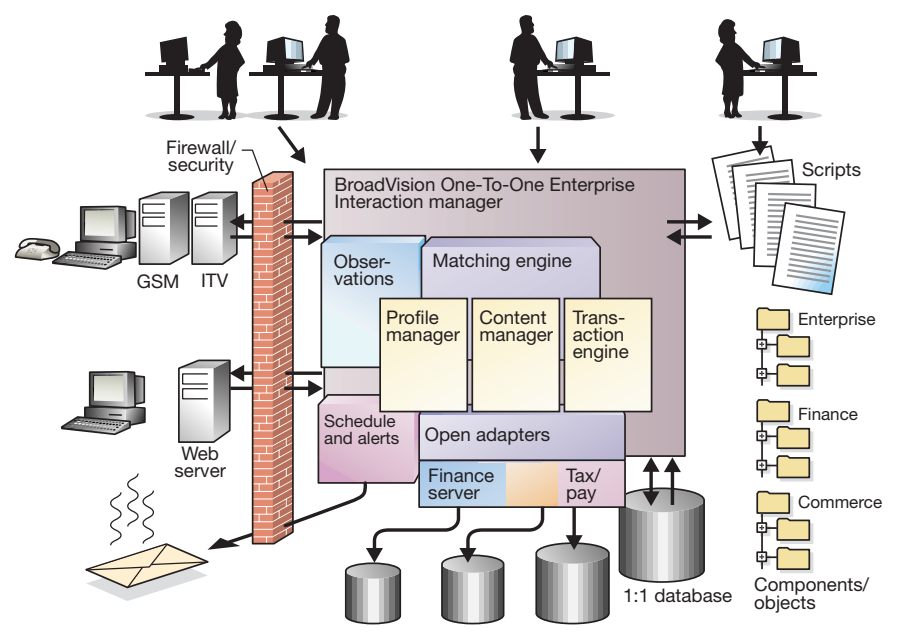 Firewall/
security
BroadVision One-To-One Enterprise
Interaction manager
Scripts
GSM
ITV
Obser-
vations
Matching engine
Profile
manager
Content
manager
Trans-
action
engine
Enterprise
Finance
Commerce
Components/
objects
Web
server
Schedule
and alerts
Open adapters
Finance
server
Tax/
pay
1:1 database